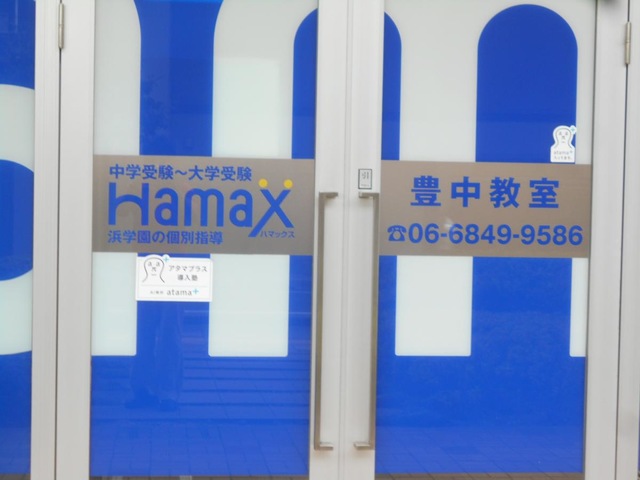 中学受験～大学受験
Hamax
ハマックス
浜学園の個別指導
アタマプラス
導入塾
atama+
豊中教室
☎06-6849-9586
引
atama+